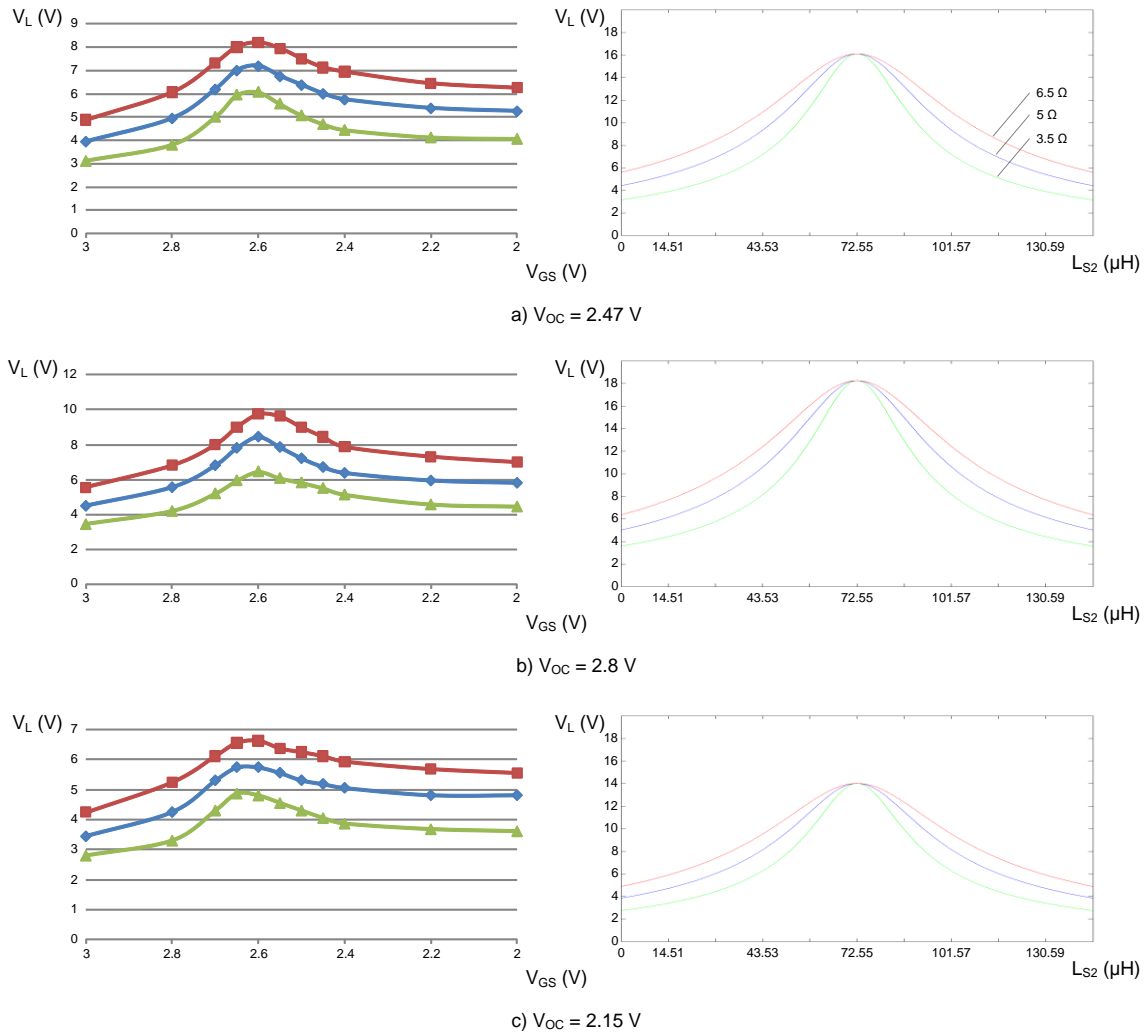 V_L (V)
9
8
7
6
5
4
3
2
1
0
3 2.8 2.6 2.4 2.2 2
V_GS (V)
V_L (V)
20
18
16
14
12
10
8
6
4
2
0
6.5 Ω
5 Ω
3.5 Ω
0 14.51 43.53 72.55 101.57 130.59
L_S2 (µH)
a) V_OC = 2.47 V
V_L (V)
12
10
8
6
4
2
0
3 2.8 2.6 2.4 2.2 2
V_GS (V)
V_L (V)
18
16
14
12
10
8
6
4
2
0
0 14.51 43.53 72.55 101.57 130.59
L_S2 (µH)
b) V_OC = 2.8 V
V_L (V)
7
6
5
4
3
2
1
0
3 2.8 2.6 2.4 2.2 2
V_GS (V)
V_L (V)
18
16
14
12
10
8
6
4
2
0
0 14.51 43.53 72.55 101.57 130.59
L_S2 (µH)
c) V_OC = 2.15 V